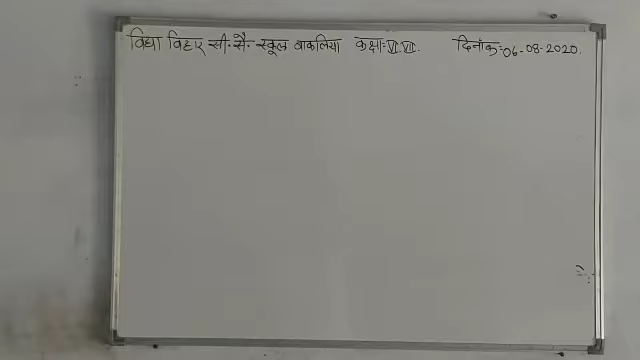 विद्या विहार सी. सै. स्कूल बाकलिया कक्षा-VI.VII. दिनांक:-06-08-2020.